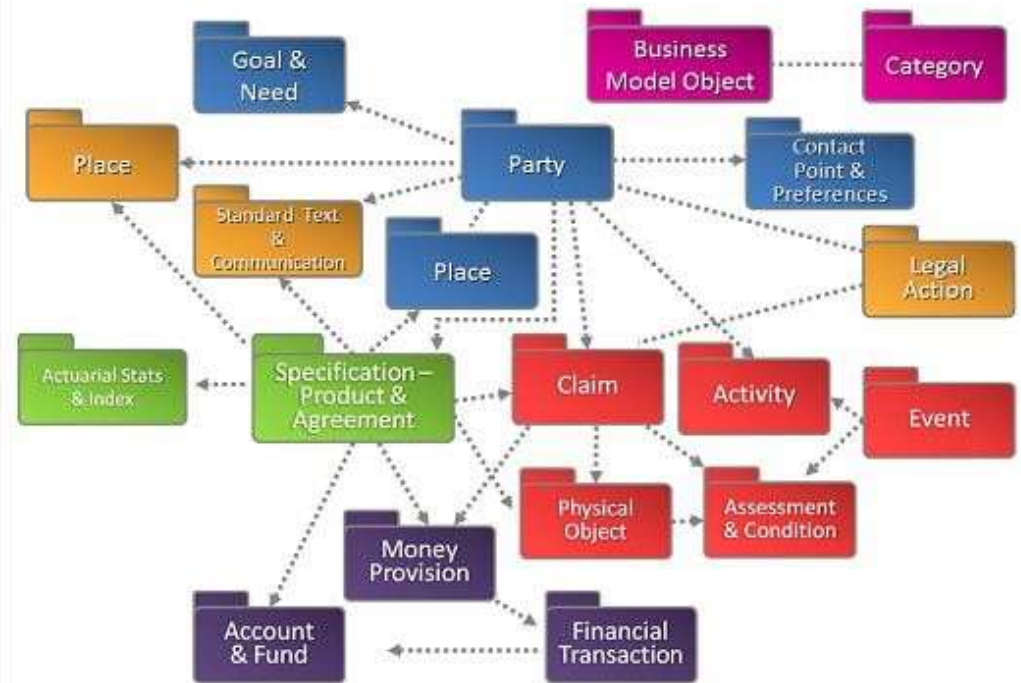 Goal &
Need
Business
Model Object
Category
Place
Party
Contact
Point &
Preferences
Standard Text
&
Communication
Place
Legal
Action
Actuarial Stats
& Index
Specification –
Product &
Agreement
Claim
Activity
Event
Physical
Object
Assessment
& Condition
Money
Provision
Account
& Fund
Financial
Transaction